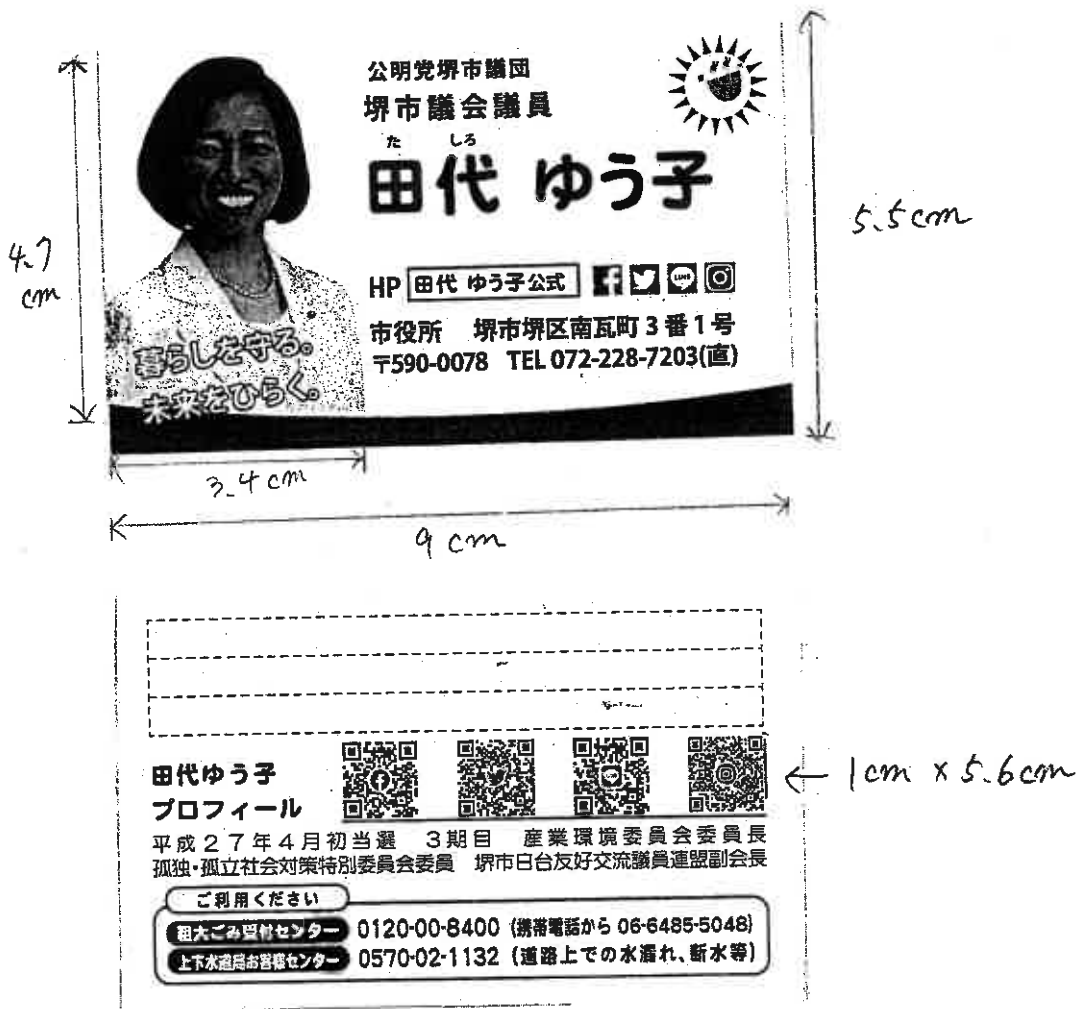 公明党堺市議団
堺市議会議員
た しろ
田代 ゆう子
HP 田代 ゆう子公式
LINE
市役所 堺市堺区南瓦町3番1号
〒590-0078 TEL 072-228-7203(直)
暮らしを守る。
未来をひらく。
4.7
cm
5.5cm
3.4cm
9cm
田代ゆう子
プロフィール
← 1cm × 5.6cm
平成27年4月初当選 3期目 産業環境委員会委員長
孤独・孤立社会対策特別委員会委員 堺市日台友好交流議員連盟副会長
ご利用ください
粗大ごみ受付センター 0120-00-8400 (携帯電話から 06-6485-5048)
上下水道局お客様センター 0570-02-1132 (道路上での水漏れ、断水等)